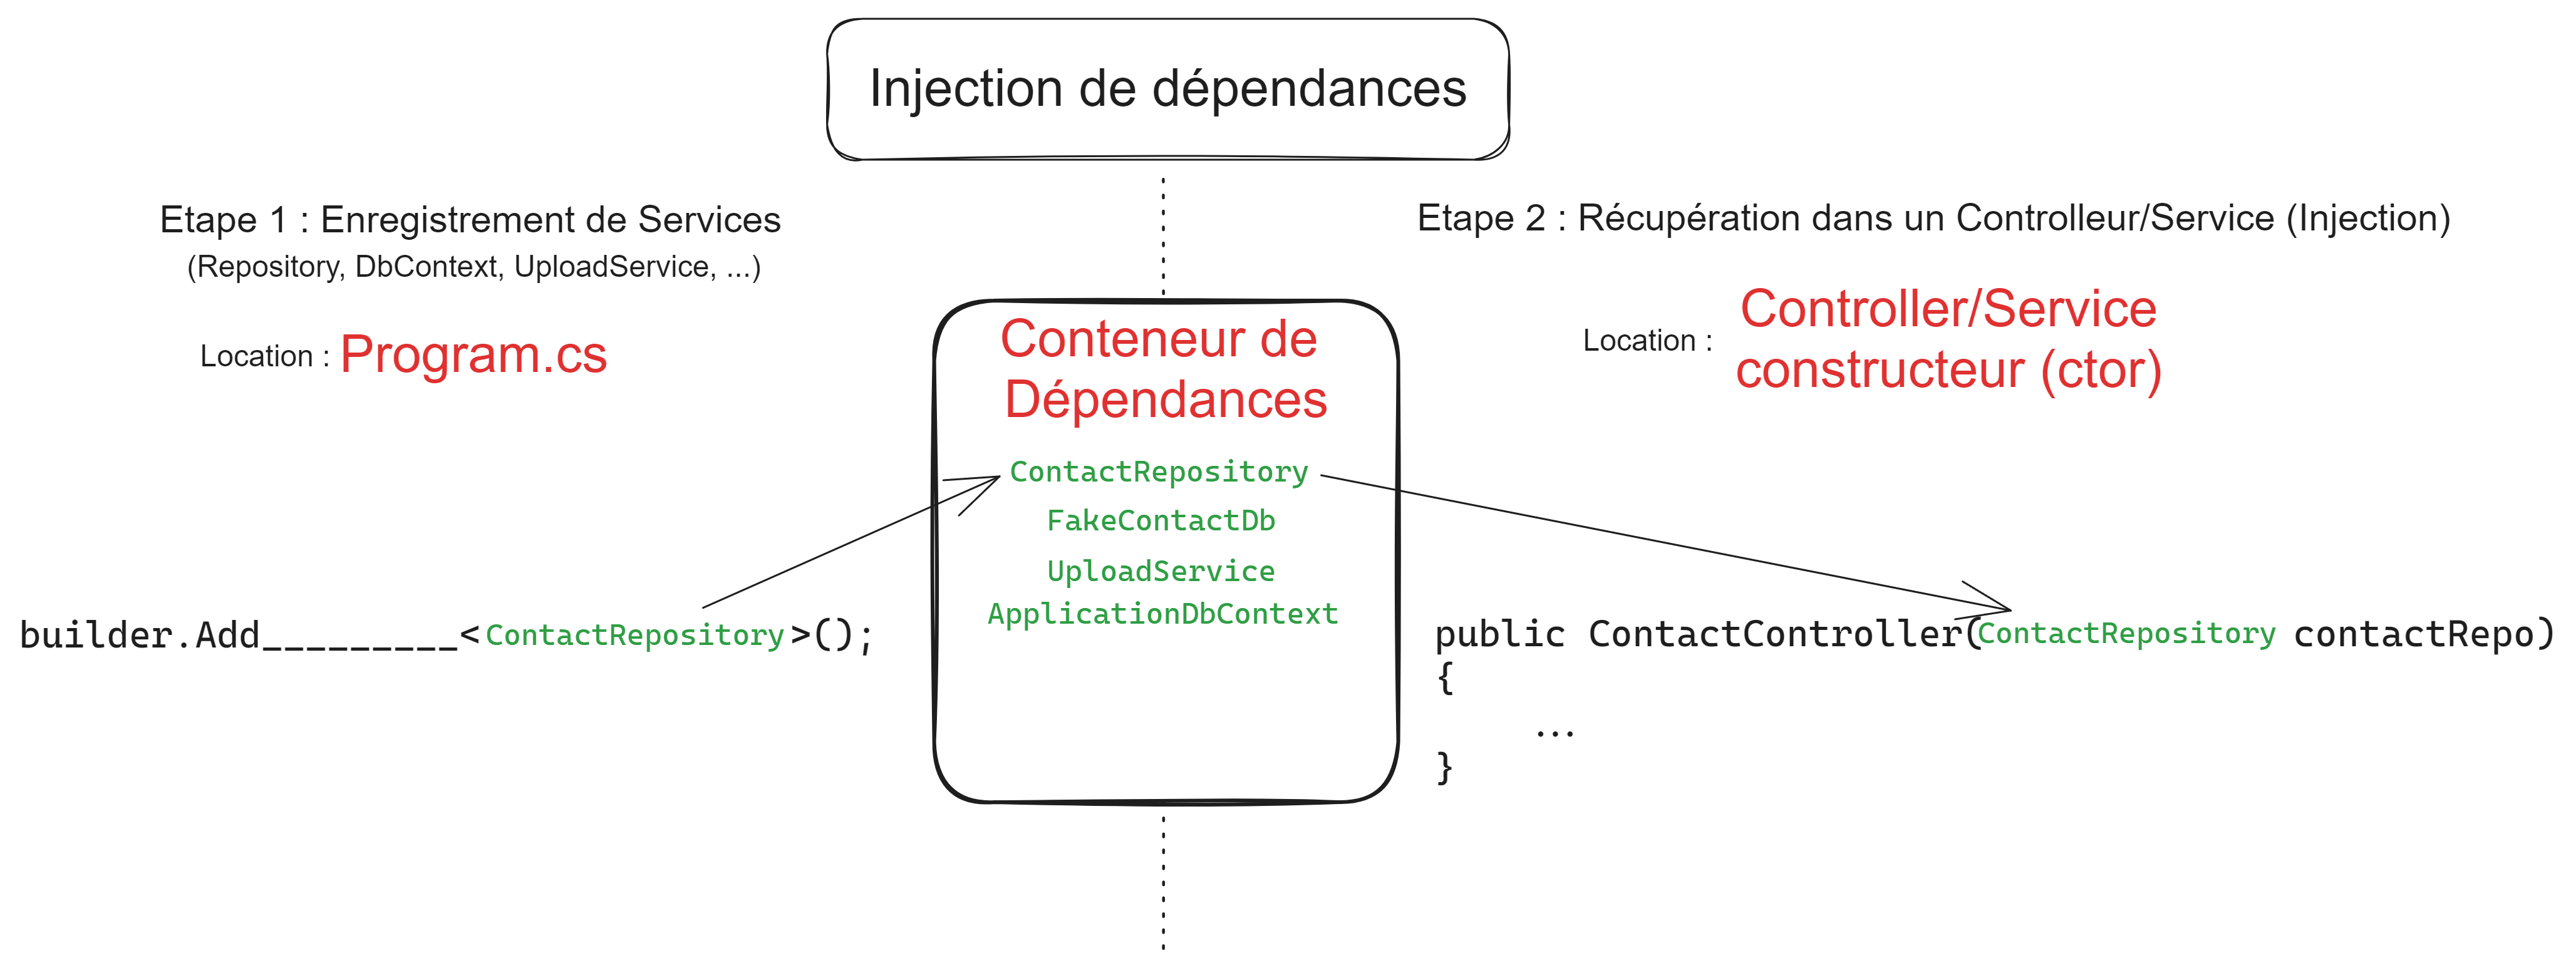 Injection de dépendances
Etape 1 : Enregistrement de Services
(Repository, DbContext, UploadService, ...)
Location : Program.cs
builder.Add_________<ContactRepository>();
Conteneur de
Dépendances
ContactRepository
FakeContactDb
UploadService
ApplicationDbContext
Etape 2 : Récupération dans un Controlleur/Service (Injection)
Location :
Controller/Service
constructeur (ctor)
public ContactController(ContactRepository contactRepo)
{
...
}